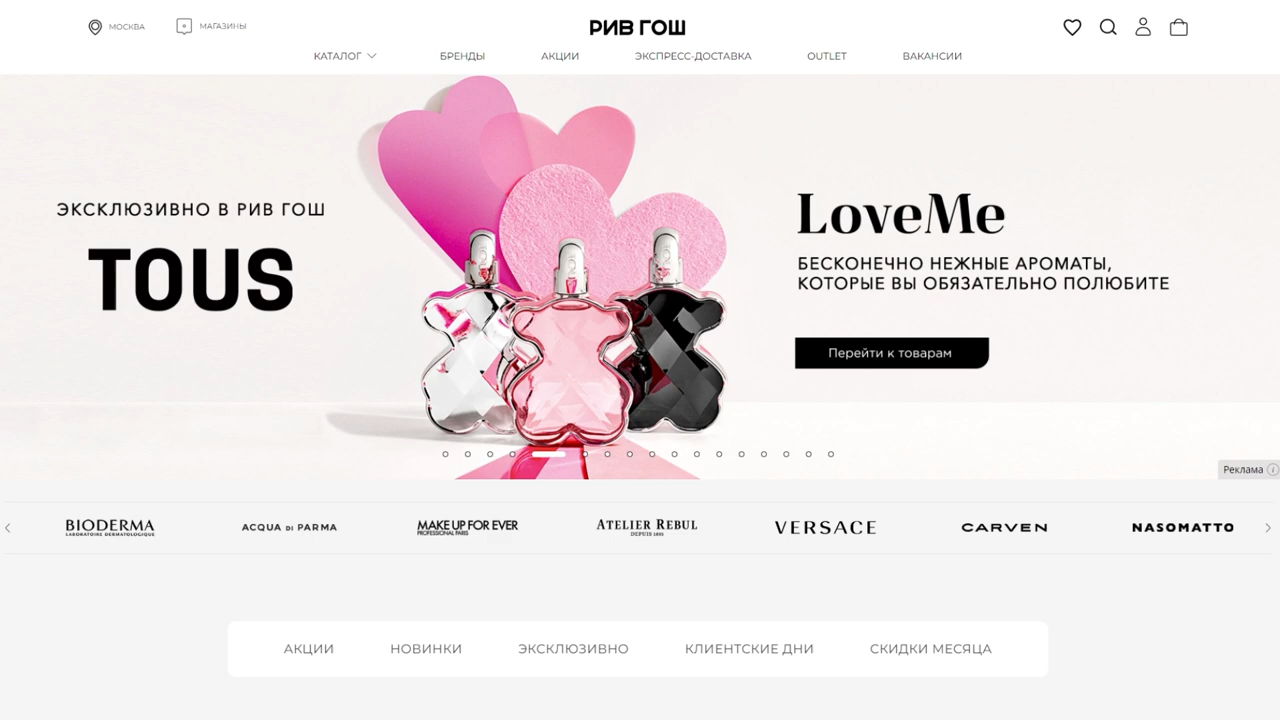 МОСКВА
МАГАЗИНЫ
РИВ ГОШ
КАТАЛОГ
БРЕНДЫ
АКЦИИ
ЭКСПРЕСС-ДОСТАВКА
OUTLET
ВАКАНСИИ
ЭКСКЛЮЗИВНО В РИВ ГОШ
TOUS
LoveMe
БЕСКОНЕЧНО НЕЖНЫЕ АРОМАТЫ,
КОТОРЫЕ ВЫ ОБЯЗАТЕЛЬНО ПОЛЮБИТЕ
Перейти к товарам
Реклама
BIODERMA
LABORATOIRE DERMATOLOGIQUE
ACQUA DI PARMA
MAKE UP FOR EVER
PROFESSIONAL PARIS
ATELIER REBUL
DEPUIS 1895
VERSACE
CARVEN
NASOMATTO
АКЦИИ
НОВИНКИ
ЭКСКЛЮЗИВНО
КЛИЕНТСКИЕ ДНИ
СКИДКИ МЕСЯЦА